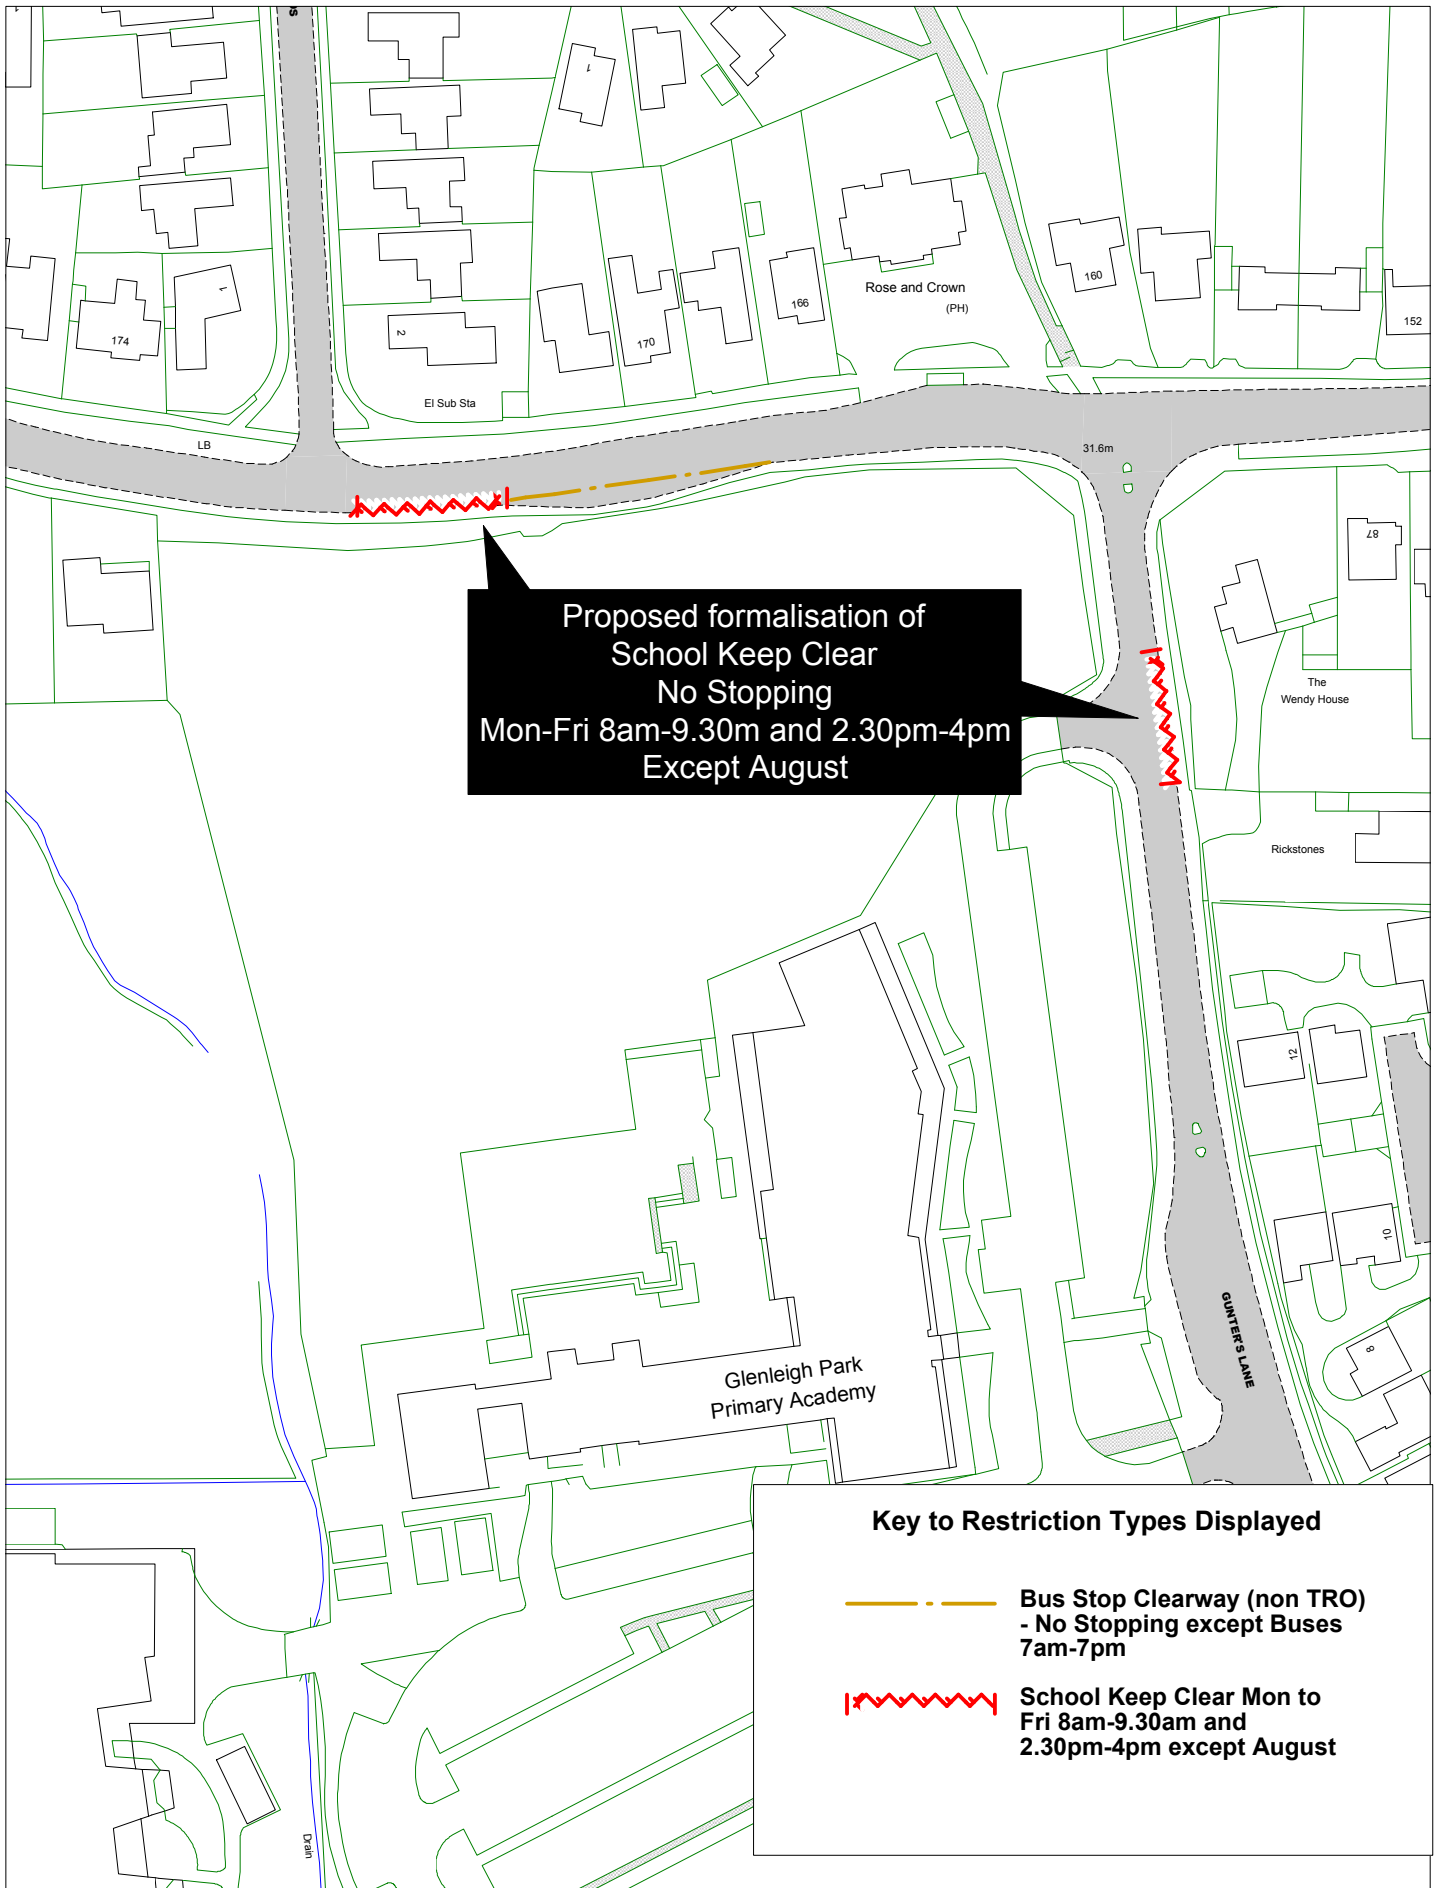 1
1
174
1
2
170
166
Rose and Crown
(PH)
160
152
El Sub Sta
LB
31.6m
87
Proposed formalisation of
School Keep Clear
No Stopping
Mon-Fri 8am-9.30m and 2.30pm-4pm
Except August
The
Wendy House
Rickstones
12
10
GUNTER'S LANE
8
Glenleigh Park
Primary Academy
Drain
Key to Restriction Types Displayed
Bus Stop Clearway (non TRO)
- No Stopping except Buses
7am-7pm
School Keep Clear Mon to
Fri 8am-9.30am and
2.30pm-4pm except August